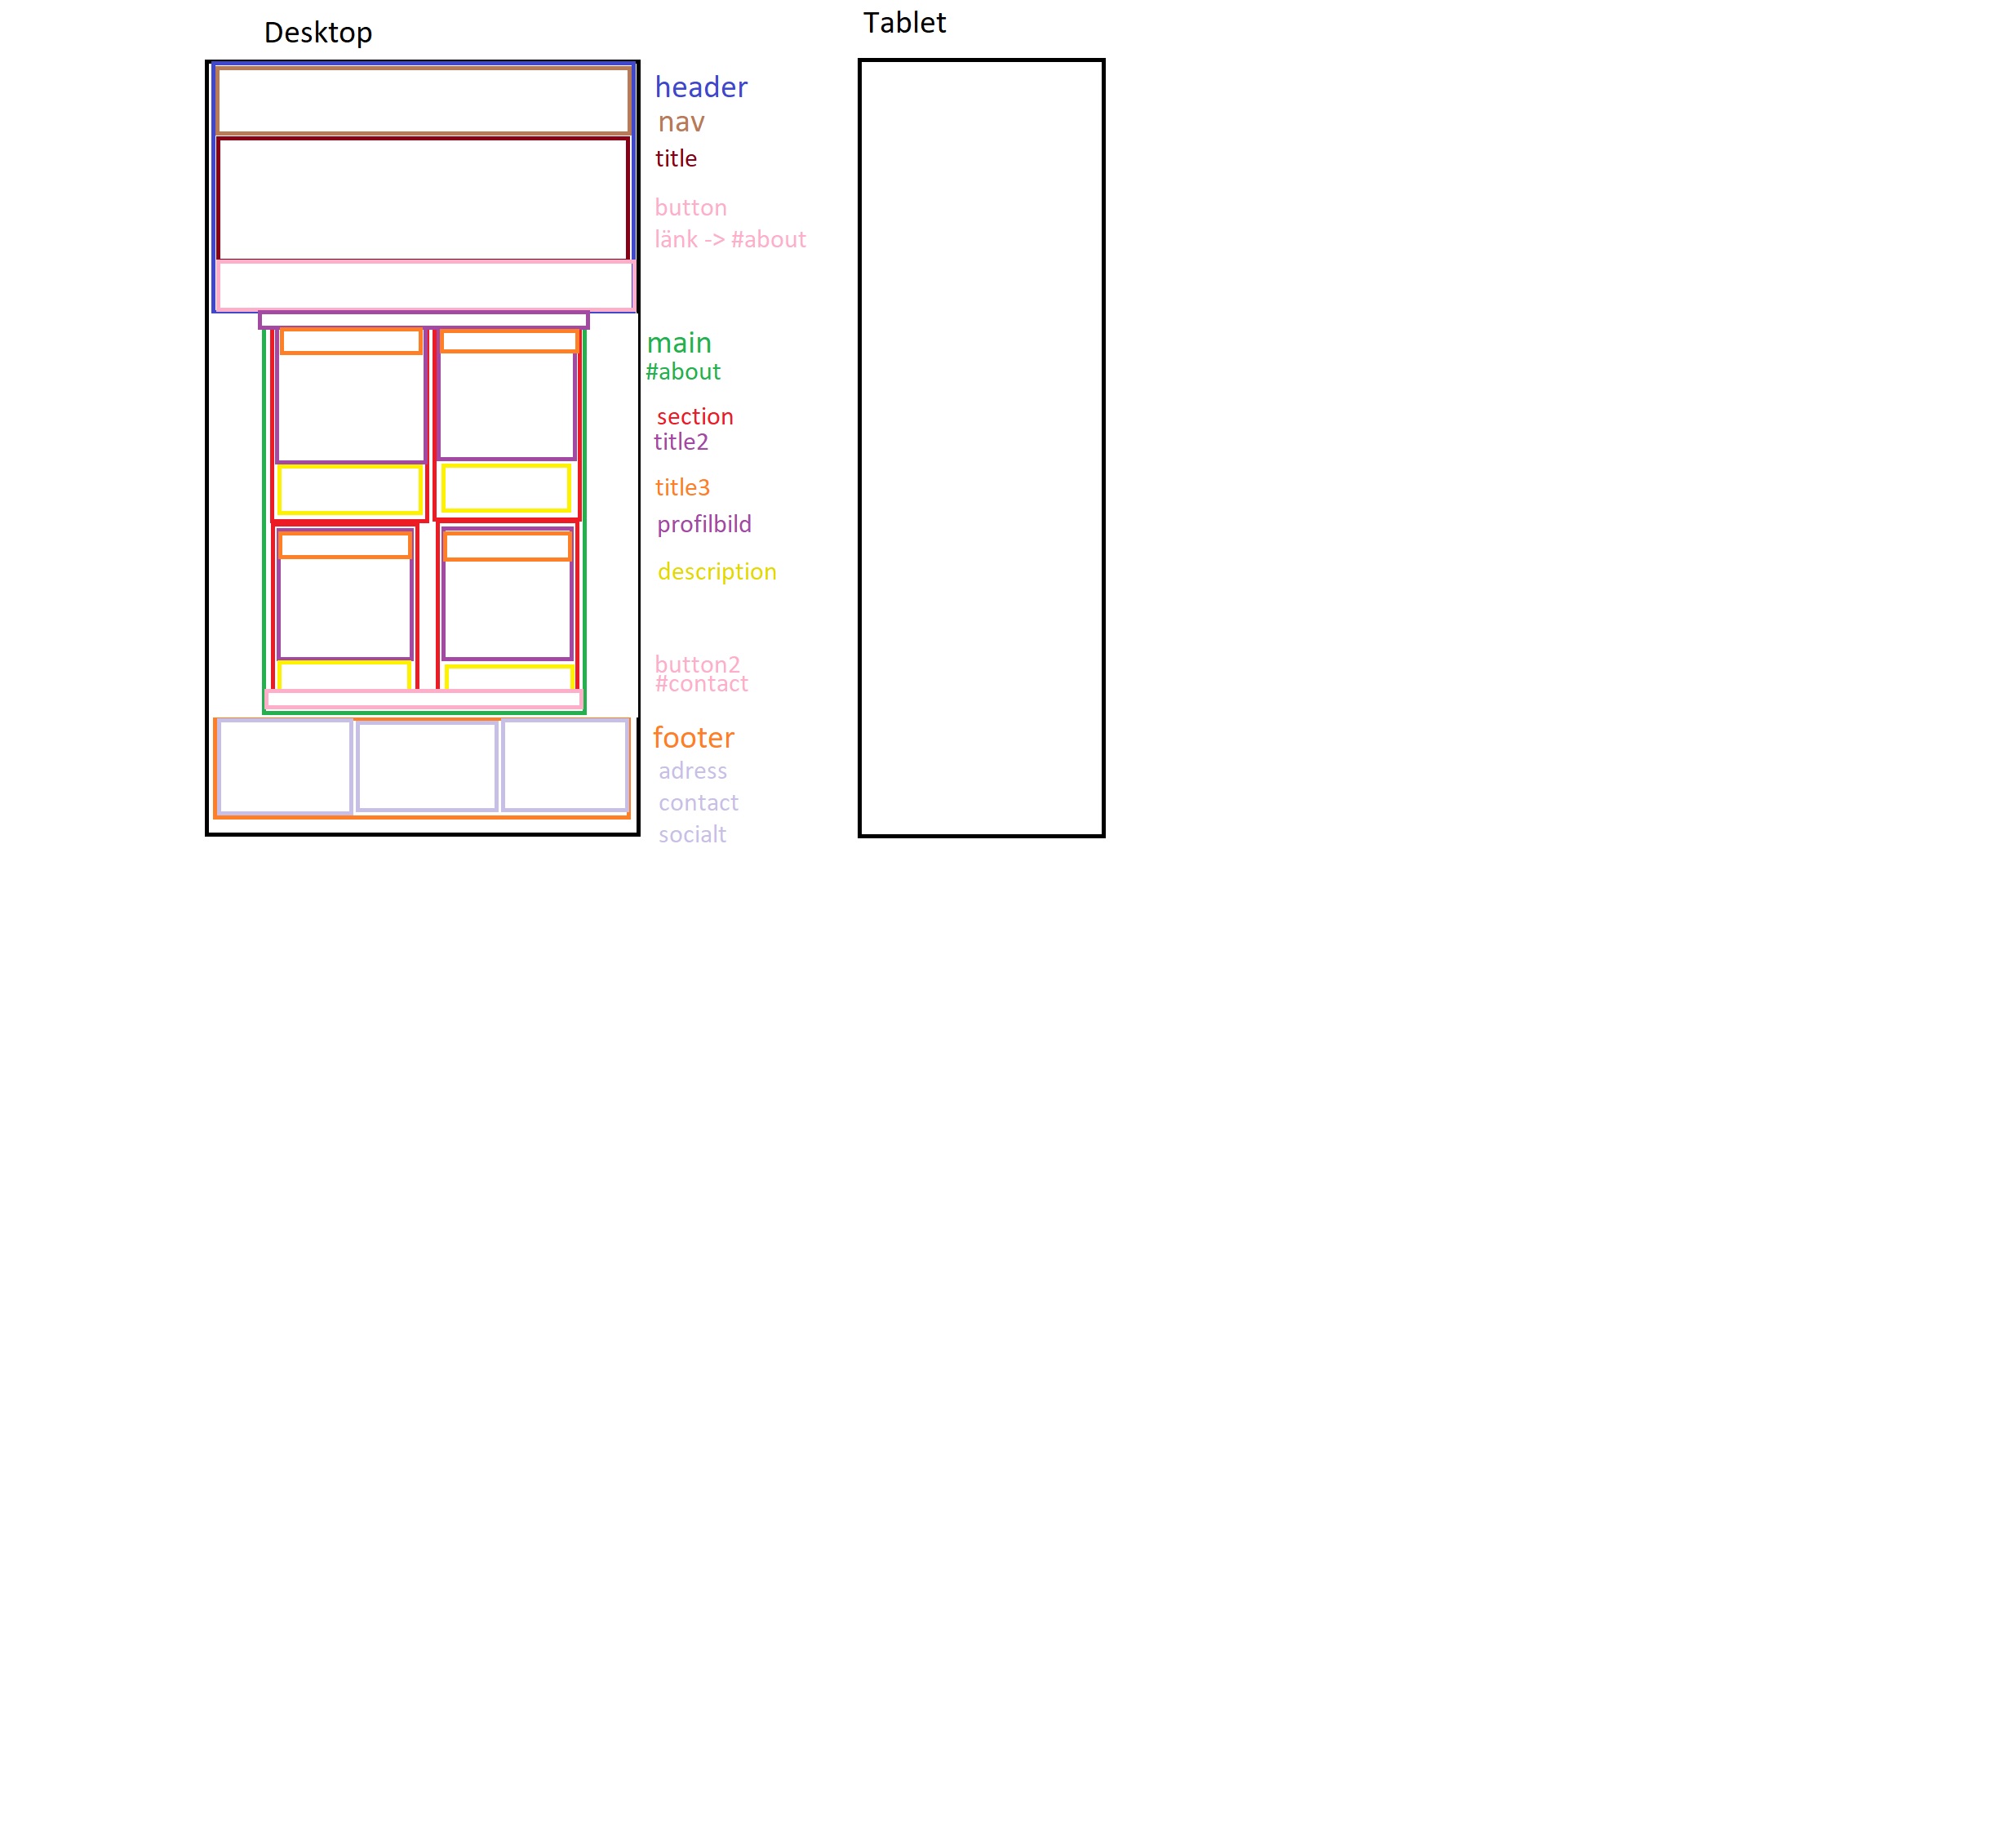 Desktop
Tablet
header
nav
title
button
länk -> #about
main
#about
section
title2
title3
profilbild
description
button2
#contact
footer
adress
contact
socialt